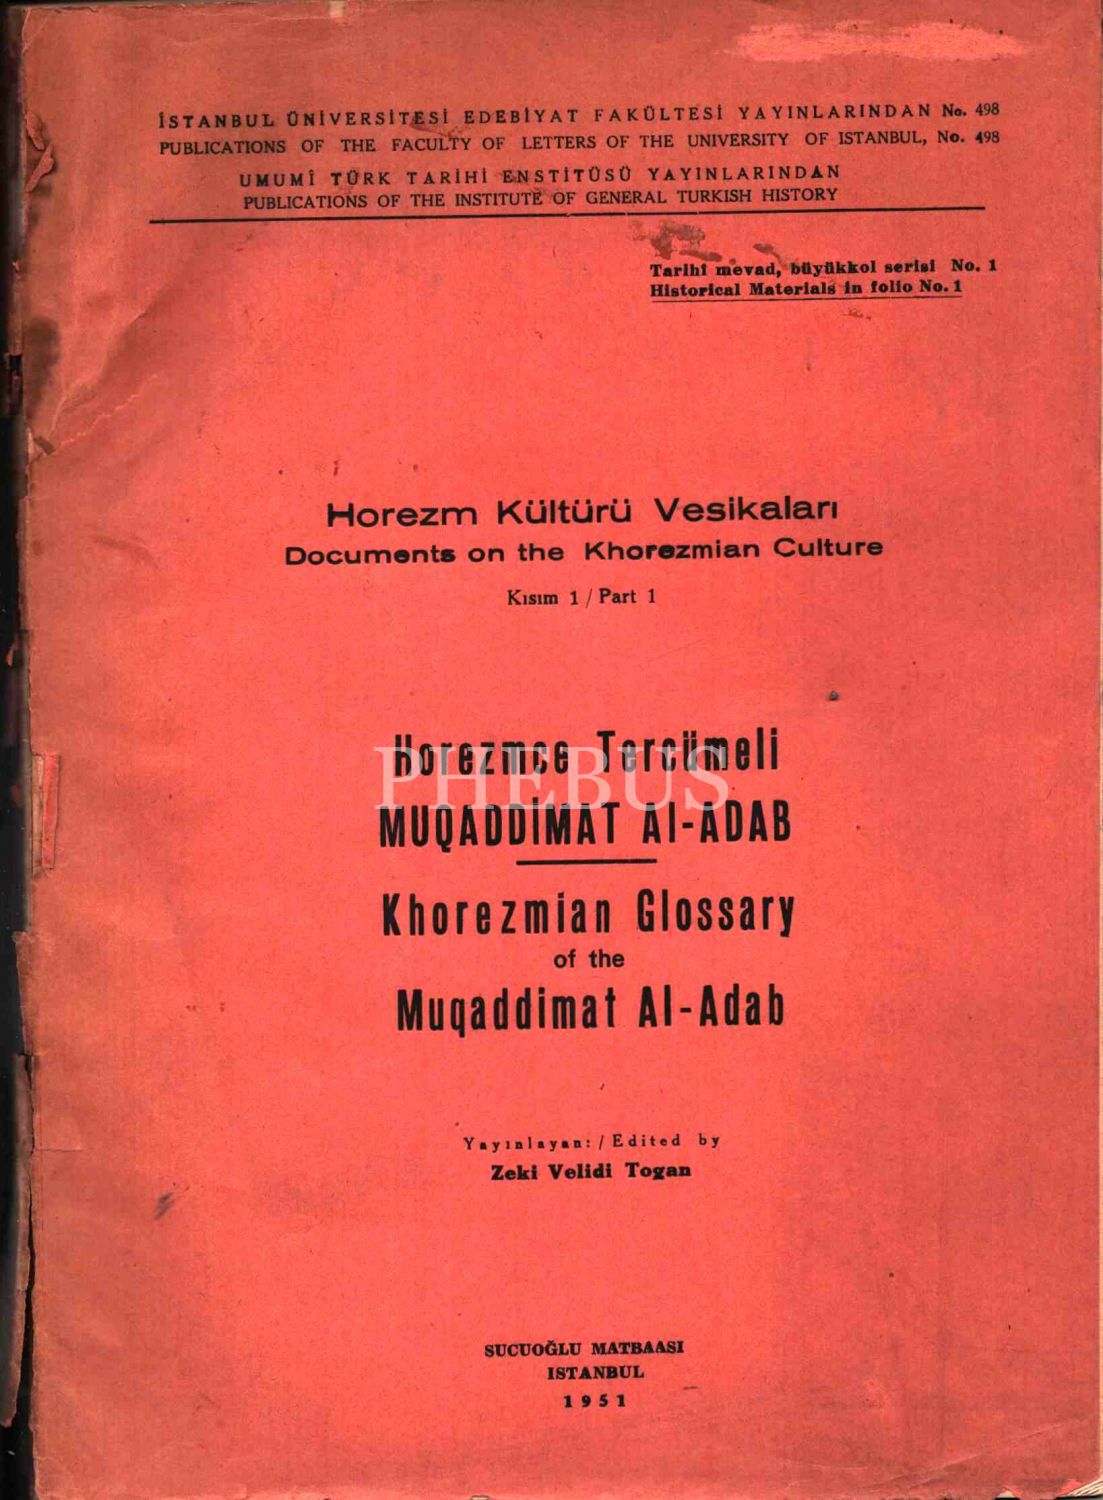 İSTANBUL ÜNİVERSİTESİ EDEBİYAT FAKÜLTESİ YAYINLARINDAN No. 498
PUBLICATIONS OF THE FACULTY OF LETTERS OF THE UNIVERSITY OF ISTANBUL, No. 498
UMUMÎ TÜRK TARİHİ ENSTİTÜSÜ YAYINLARINDAN
PUBLICATIONS OF THE INSTITUTE OF GENERAL TURKISH HISTORY
Tarihî mevad, büyükkol serisi No. 1
Historical Materials in folio No. 1
Horezm Kültürü Vesikaları
Documents on the Khorezmian Culture
Kısım 1 / Part 1
Horezmçe Tercümeli
PHEBUS
MUQADDİMAT Al-ADAB
Khorezmian Glossary
of the
Muqaddimat Al-Adab
Yayınlayan: / Edited by
Zeki Velidi Togan
SUCUOĞLU MATBAASI
ISTANBUL
1951